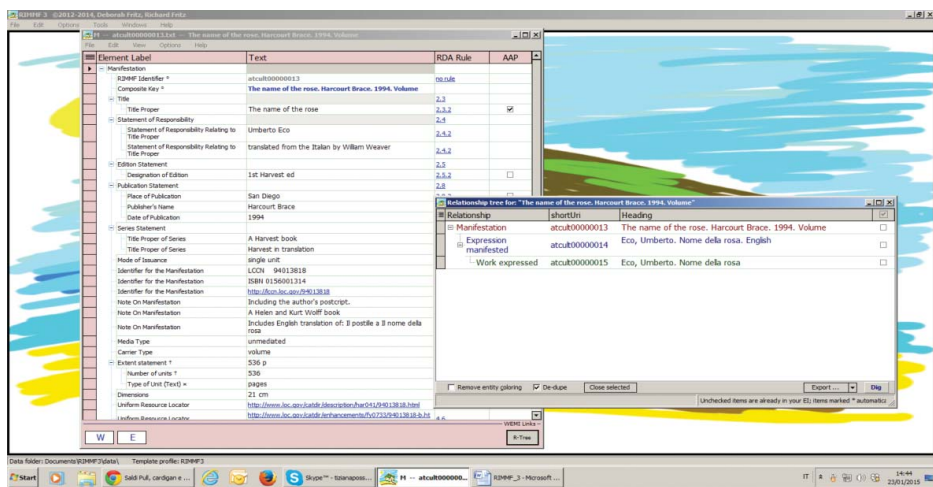 RIMMF 3 ©2012-2014, Deborah Fritz, Richard Fritz
File Edit Options Tools Windows Help
M -- atcult00000013.txt -- The name of the rose. Harcourt Brace. 1994. Volume
File Edit View Options Help
Element Label Text RDA Rule AAP
Manifestation
RIMMF Identifier * atcult00000013 no rule
Composite Key * The name of the rose. Harcourt Brace. 1994. Volume
Title 2.3
Title Proper The name of the rose 2.3.2
Statement of Responsibility 2.4
Statement of Responsibility Relating to Title Proper Umberto Eco 2.4.2
Statement of Responsibility Relating to Title Proper translated from the Italian by William Weaver 2.4.2
Edition Statement 2.5
Designation of Edition 1st Harvest ed 2.5.2
Publication Statement 2.8
Place of Publication San Diego
Publisher's Name Harcourt Brace
Date of Publication 1994
Series Statement
Title Proper of Series A Harvest book
Title Proper of Series Harvest in translation
Mode of Issuance single unit
Identifier for the Manifestation LCCN 94013818
Identifier for the Manifestation ISBN 0156001314
Identifier for the Manifestation http://lccn.loc.gov/94013818
Note On Manifestation Including the author's postcript.
Note On Manifestation A Helen and Kurt Wolff book
Note On Manifestation Includes English translation of: Il postille a Il nome della rosa
Media Type unmediated
Carrier Type volume
Extent statement † 536 p
Number of units † 536
Type of Unit (Text) = pages
Dimensions 21 cm
Uniform Resource Locator http://www.loc.gov/catdir/description/har041/94013818.html
Uniform Resource Locator http://www.loc.gov/catdir/enhancements/fy0733/94013818-b.ht 4.6
WEMI Links
W E R-Tree
Relationship tree for: "The name of the rose. Harcourt Brace. 1994. Volume"
Relationship shortUri Heading
Manifestation atcult00000013 The name of the rose. Harcourt Brace. 1994. Volume
Expression manifested atcult00000014 Eco, Umberto. Nome della rosa. English
Work expressed atcult00000015 Eco, Umberto. Nome della rosa
Remove entity coloring De-dupe Close selected Export ... Dig
Unchecked items are already in your EI; items marked * automatica
Data folder: Documents\RIMMF3\data\ Template profile: RIMMF3
Start Saldi Pull, cardigan e ... Skype™ - tizianaposs... M -- atcult000000... RIMMF_3 - Microsoft ... IT 14:44
23/01/2015